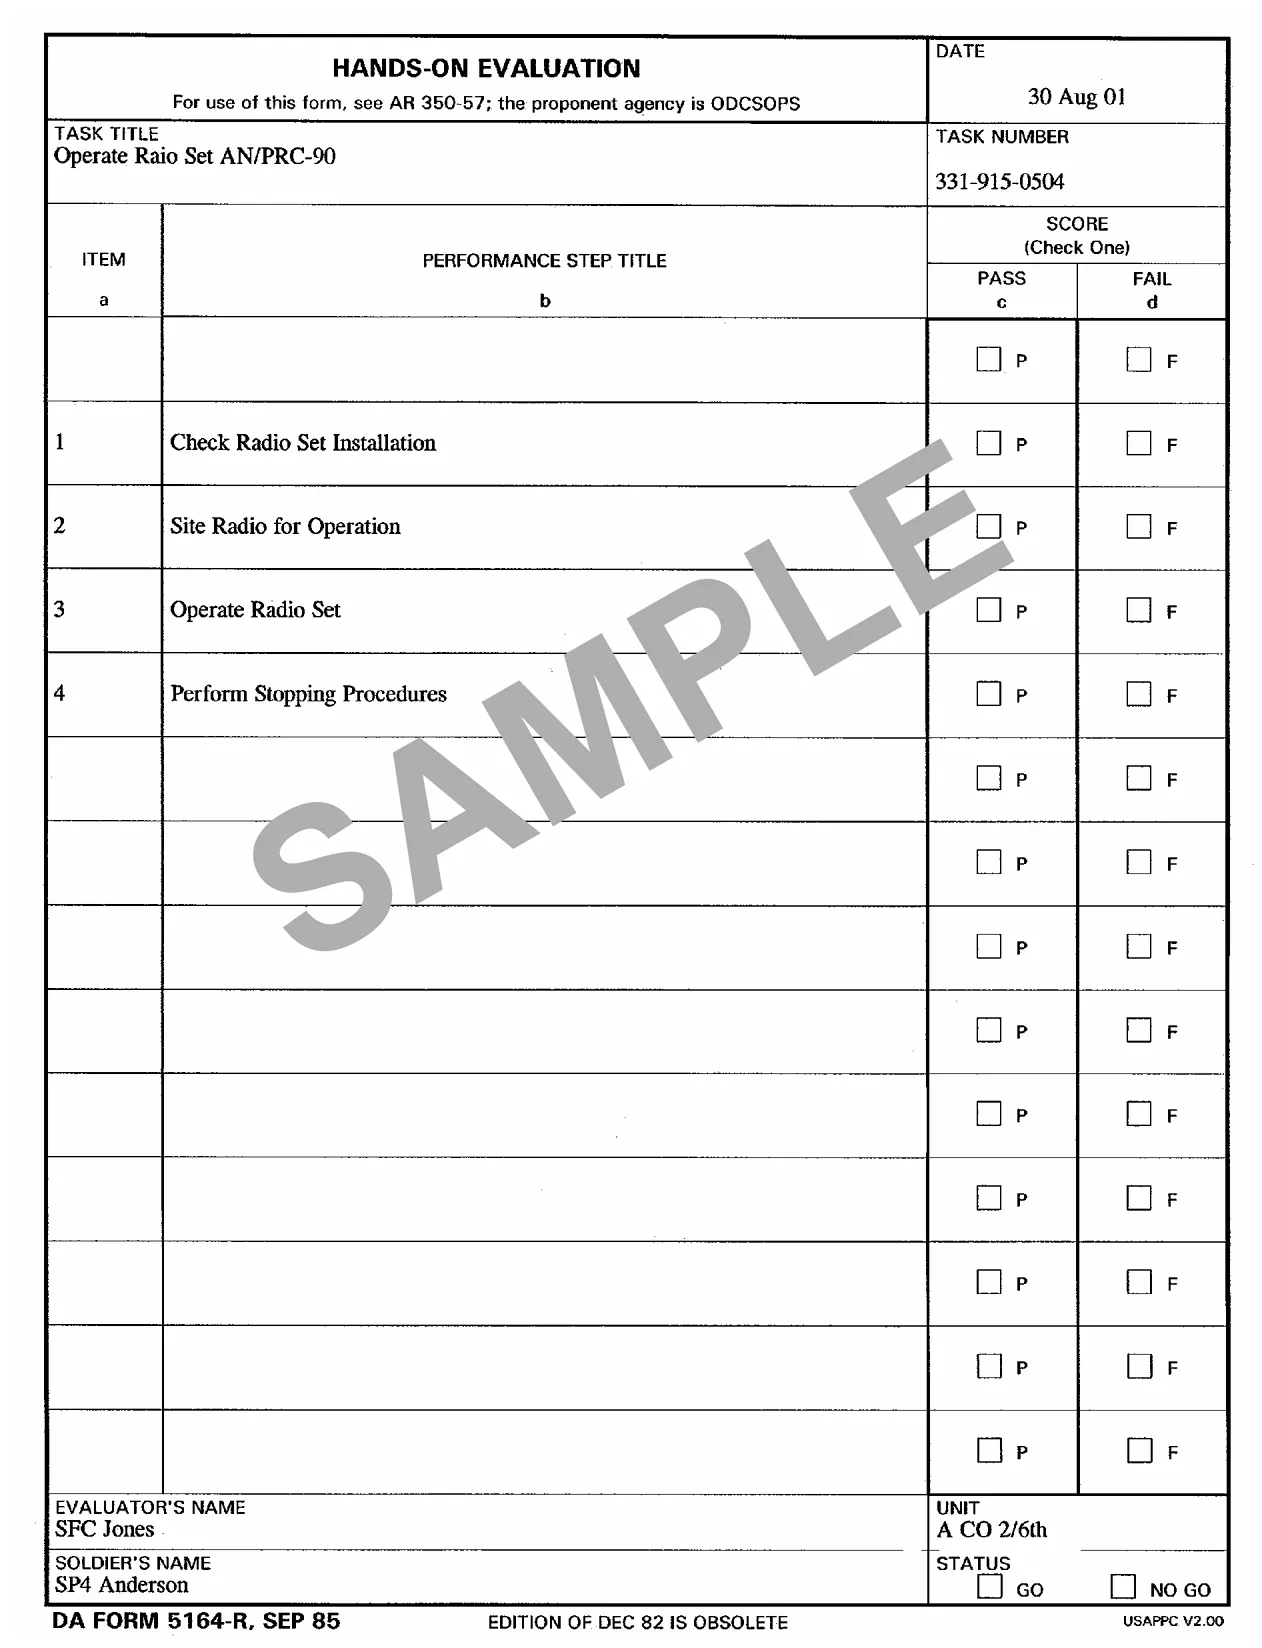 HANDS-ON EVALUATION
For use of this form, see AR 350-57; the proponent agency is ODCSOPS
DATE
30 Aug 01
TASK TITLE
Operate Raio Set AN/PRC-90
TASK NUMBER
331-915-0504
ITEM
a
PERFORMANCE STEP TITLE
b
SCORE
(Check One)
PASS
c
FAIL
d
P F
1 Check Radio Set Installation P F
2 Site Radio for Operation P F
3 Operate Radio Set P F
4 Perform Stopping Procedures P F
P F
P F
P F
P F
P F
P F
P F
P F
P F
SAMPLE
EVALUATOR'S NAME
SFC Jones
UNIT
A CO 2/6th
SOLDIER'S NAME
SP4 Anderson
STATUS
GO NO GO
DA FORM 5164-R, SEP 85 EDITION OF DEC 82 IS OBSOLETE USAPPC V2.00